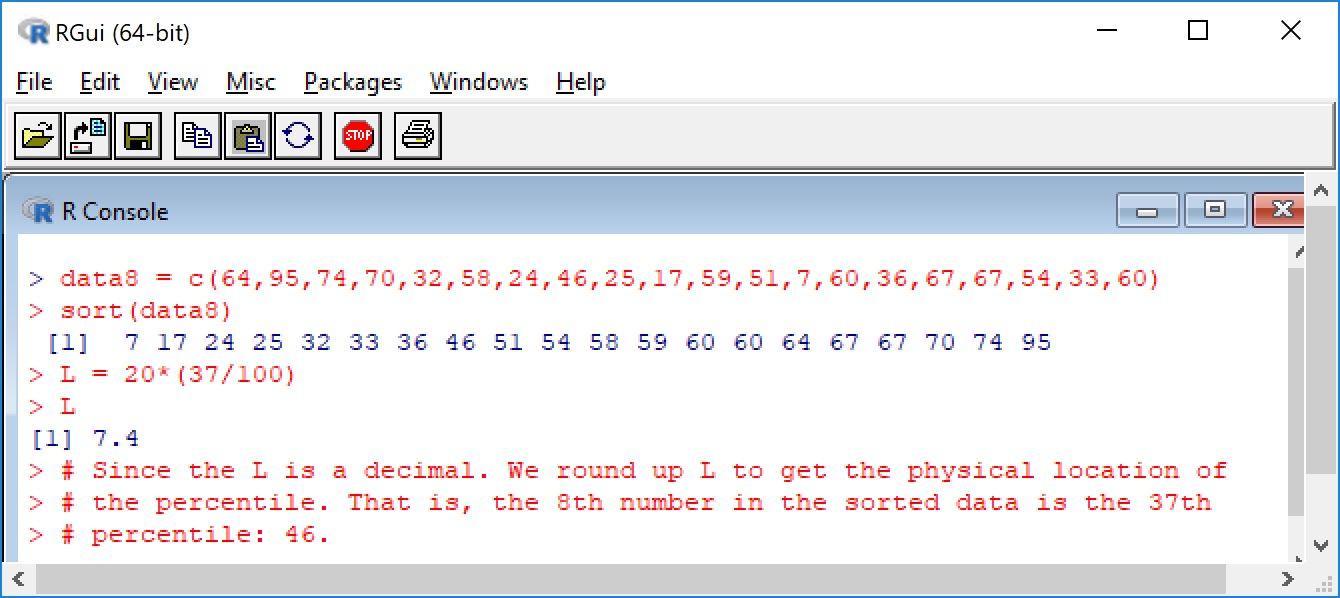 RGui (64-bit)
File Edit View Misc Packages Windows Help
STOP
R Console
> data8 = c(64,95,74,70,32,58,24,46,25,17,59,51,7,60,36,67,67,54,33,60)
> sort(data8)
[1]  7 17 24 25 32 33 36 46 51 54 58 59 60 60 64 67 67 70 74 95
> L = 20*(37/100)
> L
[1] 7.4
> # Since the L is a decimal. We round up L to get the physical location of
> # the percentile. That is, the 8th number in the sorted data is the 37th
> # percentile: 46.